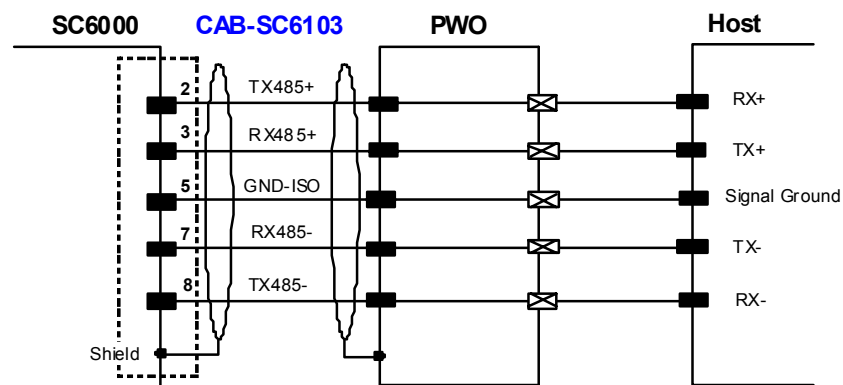 SC6000 CAB-SC6103 PWO Host
2 TX485+ RX+
3 RX485+ TX+
5 GND-ISO Signal Ground
7 RX485- TX-
8 TX485- RX-
Shield